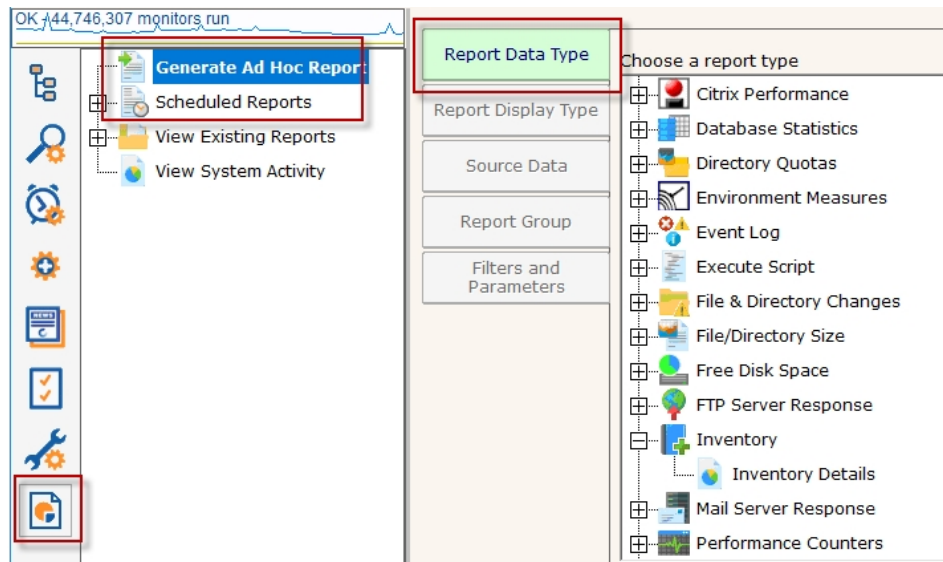 OK 44,746,307 monitors run
Generate Ad Hoc Report
Scheduled Reports
View Existing Reports
View System Activity
Report Data Type
Report Display Type
Source Data
Report Group
Filters and
Parameters
Choose a report type
Citrix Performance
Database Statistics
Directory Quotas
Environment Measures
Event Log
Execute Script
File & Directory Changes
File/Directory Size
Free Disk Space
FTP Server Response
Inventory
Inventory Details
Mail Server Response
Performance Counters
NEWS